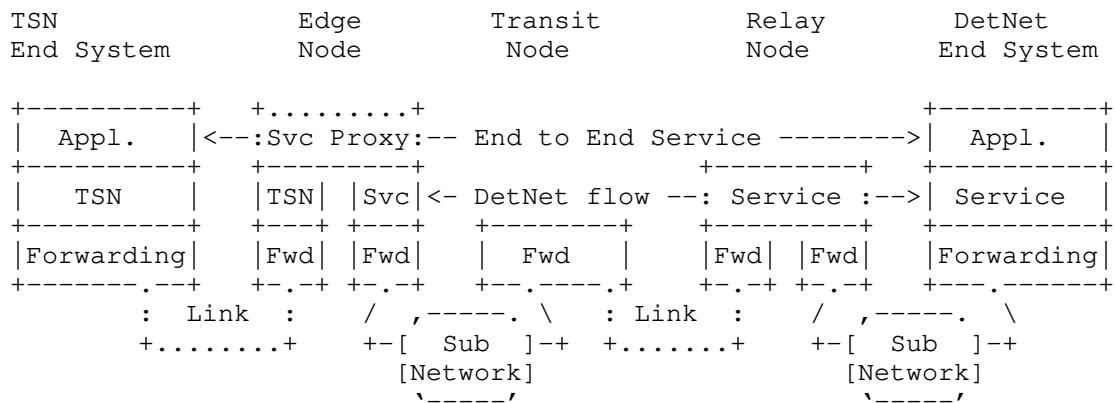 TSN                Edge          Transit         Relay        DetNet
End System         Node           Node           Node         End System

+----------+   +.........+                                  +----------+
|  Appl.   |<--:Svc Proxy:-- End to End Service -------->|  Appl.   |
+----------+   +---------+                   +---------+   +----------+
|   TSN    |   |TSN| |Svc|<- DetNet flow --: Service :-->| Service  |
+----------+   +---+ +---+    +--------+     +---------+   +----------+
|Forwarding|   |Fwd| |Fwd|    |  Fwd   |     |Fwd| |Fwd|   |Forwarding|
+-------.--+   +-.-+ +-.-+    +--.----.+     +-.-+ +-.-+   +---.------+
        :  Link  :    /  ,-----. \   : Link  :    /  ,-----.  \
        +........+    +-[  Sub  ]-+  +.......+    +-[  Sub  ]-+
                        [Network]                   [Network]
                         `-----'                     `-----'